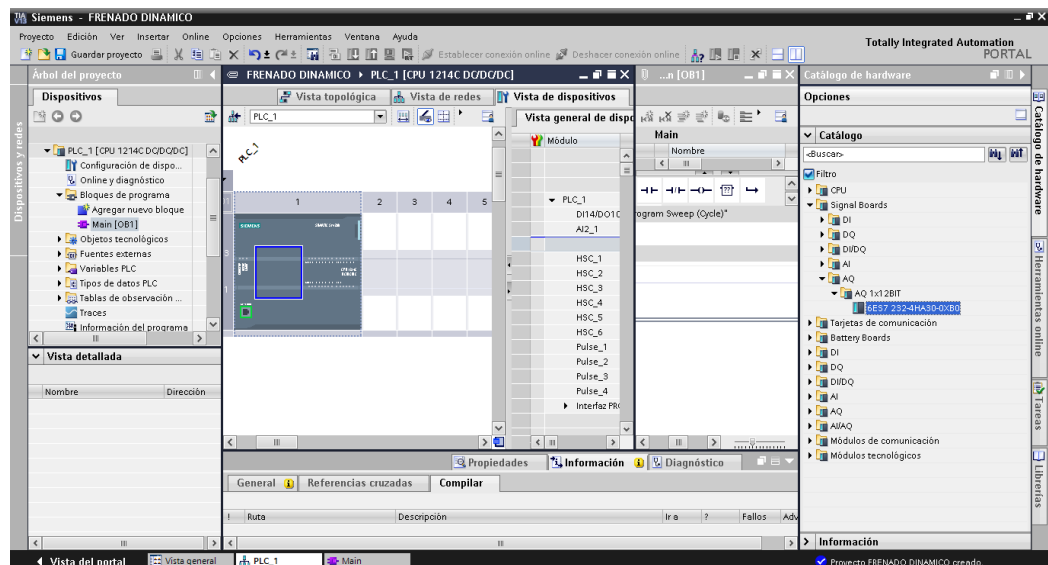 Siemens - FRENADO DINAMICO
Proyecto Edición Ver Insertar Online Opciones Herramientas Ventana Ayuda
Guardar proyecto
Establecer conexión online
Deshacer conexión online
Totally Integrated Automation
PORTAL
Árbol del proyecto
Dispositivos
PLC_1 [CPU 1214C DC/DC/DC]
Configuración de dispo...
Online y diagnóstico
Bloques de programa
Agregar nuevo bloque
Main [OB1]
Objetos tecnológicos
Fuentes externas
Variables PLC
Tipos de datos PLC
Tablas de observación ...
Traces
Información del programa
Vista detallada
Nombre Dirección
Dispositivos y redes
FRENADO DINAMICO PLC_1 [CPU 1214C DC/DC/DC]
Vista topológica
Vista de redes
Vista de dispositivos
PLC_1
PLC_1
1 2 3 4 5
3
1
SIEMENS
Vista general de dispo
Módulo
PLC_1
DI14/DO10
AI2_1
HSC_1
HSC_2
HSC_3
HSC_4
HSC_5
HSC_6
Pulse_1
Pulse_2
Pulse_3
Pulse_4
Interfaz PR
...n [OB1]
Main
Nombre
??
rogram Sweep (Cycle)"
Propiedades
Información
Diagnóstico
General
Referencias cruzadas
Compilar
! Ruta Descripción Ir a ? Fallos Adv
Catálogo de hardware
Opciones
Catálogo
<Buscar>
Filtro
CPU
Signal Boards
DI
DQ
DI/DQ
AI
AQ
AQ 1x12BIT
6ES7 232-4HA30-0XB0
Tarjetas de comunicación
Battery Boards
DI
DQ
DI/DQ
AI
AQ
AI/AQ
Módulos de comunicación
Módulos tecnológicos
Información
Catálogo de hardware
Herramientas online
Tareas
Librerías
Vista del portal
Vista general
PLC_1
Main
Proyecto FRENADO DINAMICO creado.